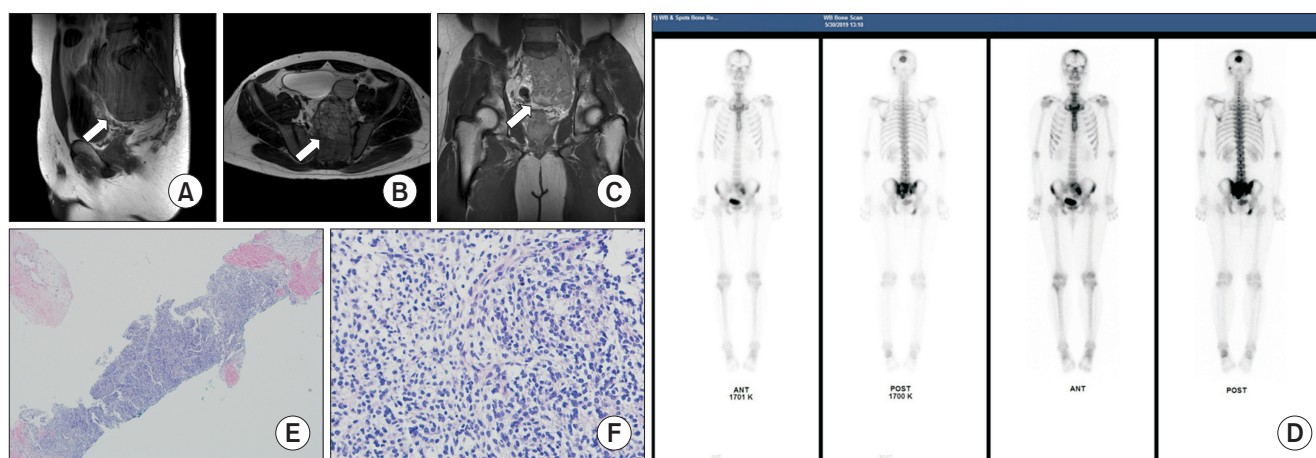 1) WB & Spots Bone Re...
WB Bone Scan
5/30/2019 13:10
A
B
C
ANT
1701 K
POST
1700 K
ANT
POST
D
E
F